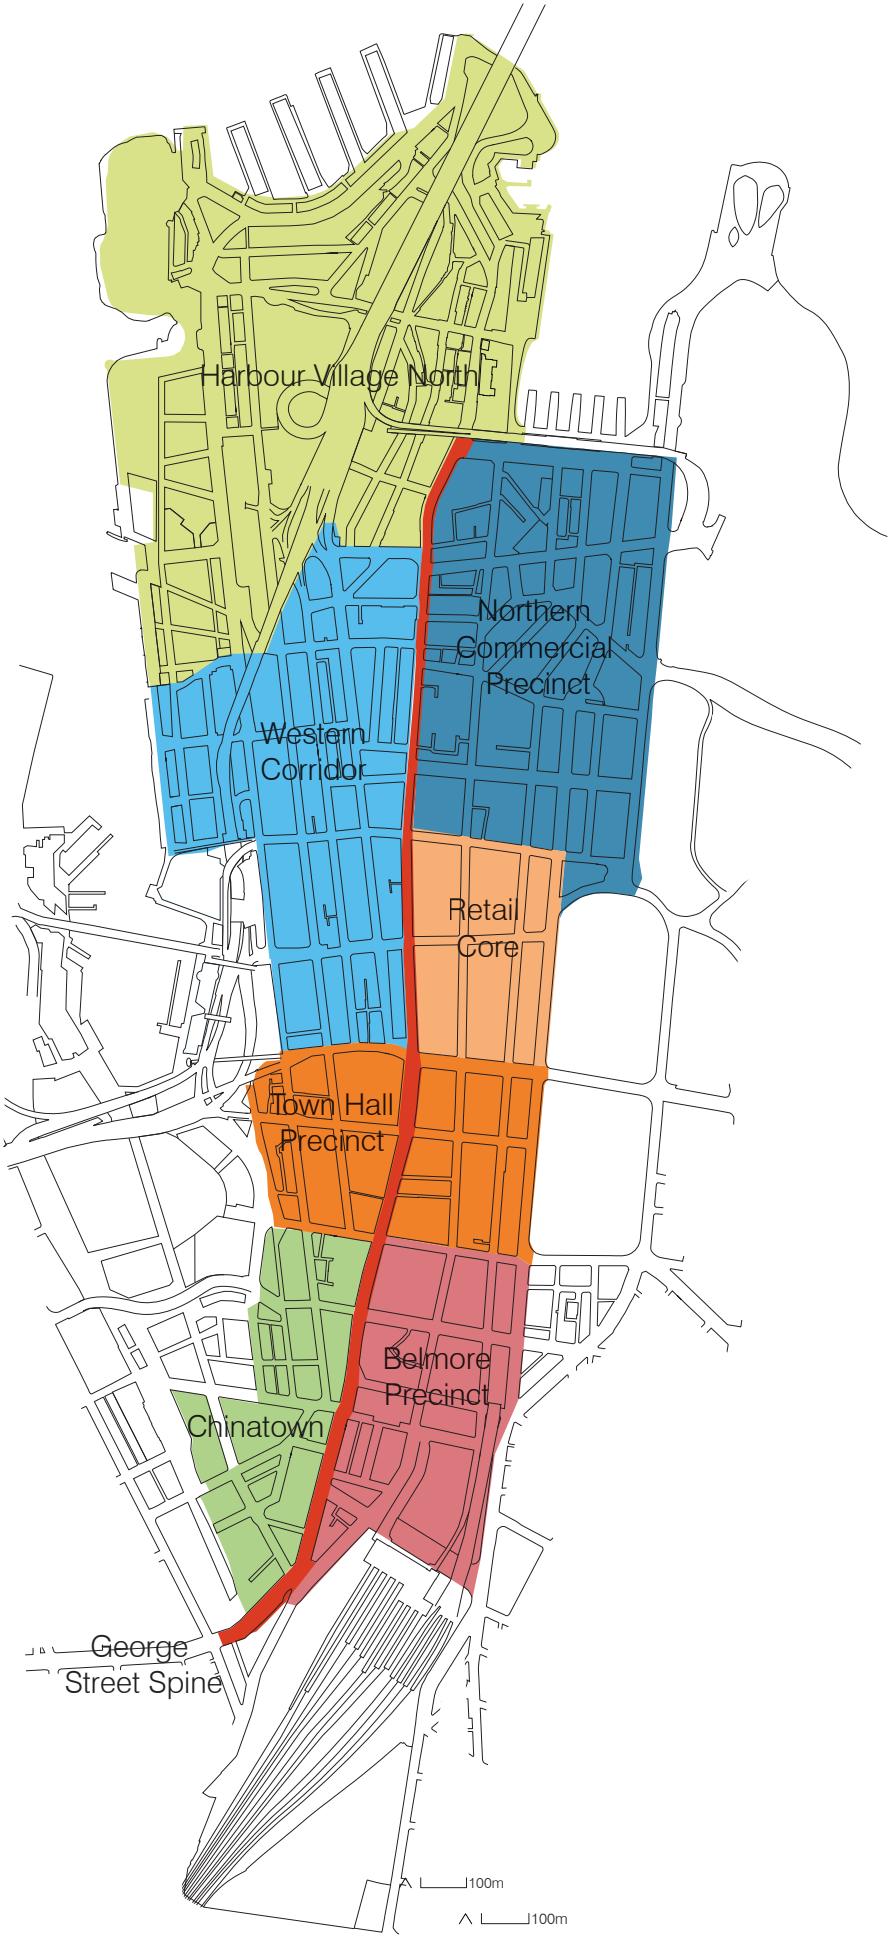 Harbour Village North
Northern
Commercial
Precinct
Western
Corridor
Retail
Core
Town Hall
Precinct
Belmore
Precinct
Chinatown
George
Street Spine
100m
100m